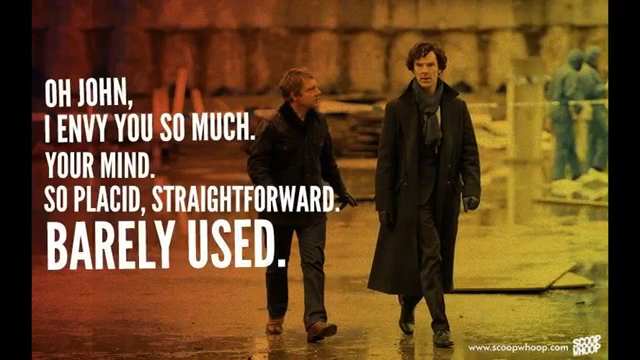 OH JOHN,
I ENVY YOU SO MUCH.
YOUR MIND.
SO PLACID, STRAIGHTFORWARD.
BARELY USED.
www.scoopwhoop.com
SCOOP
WHOOP